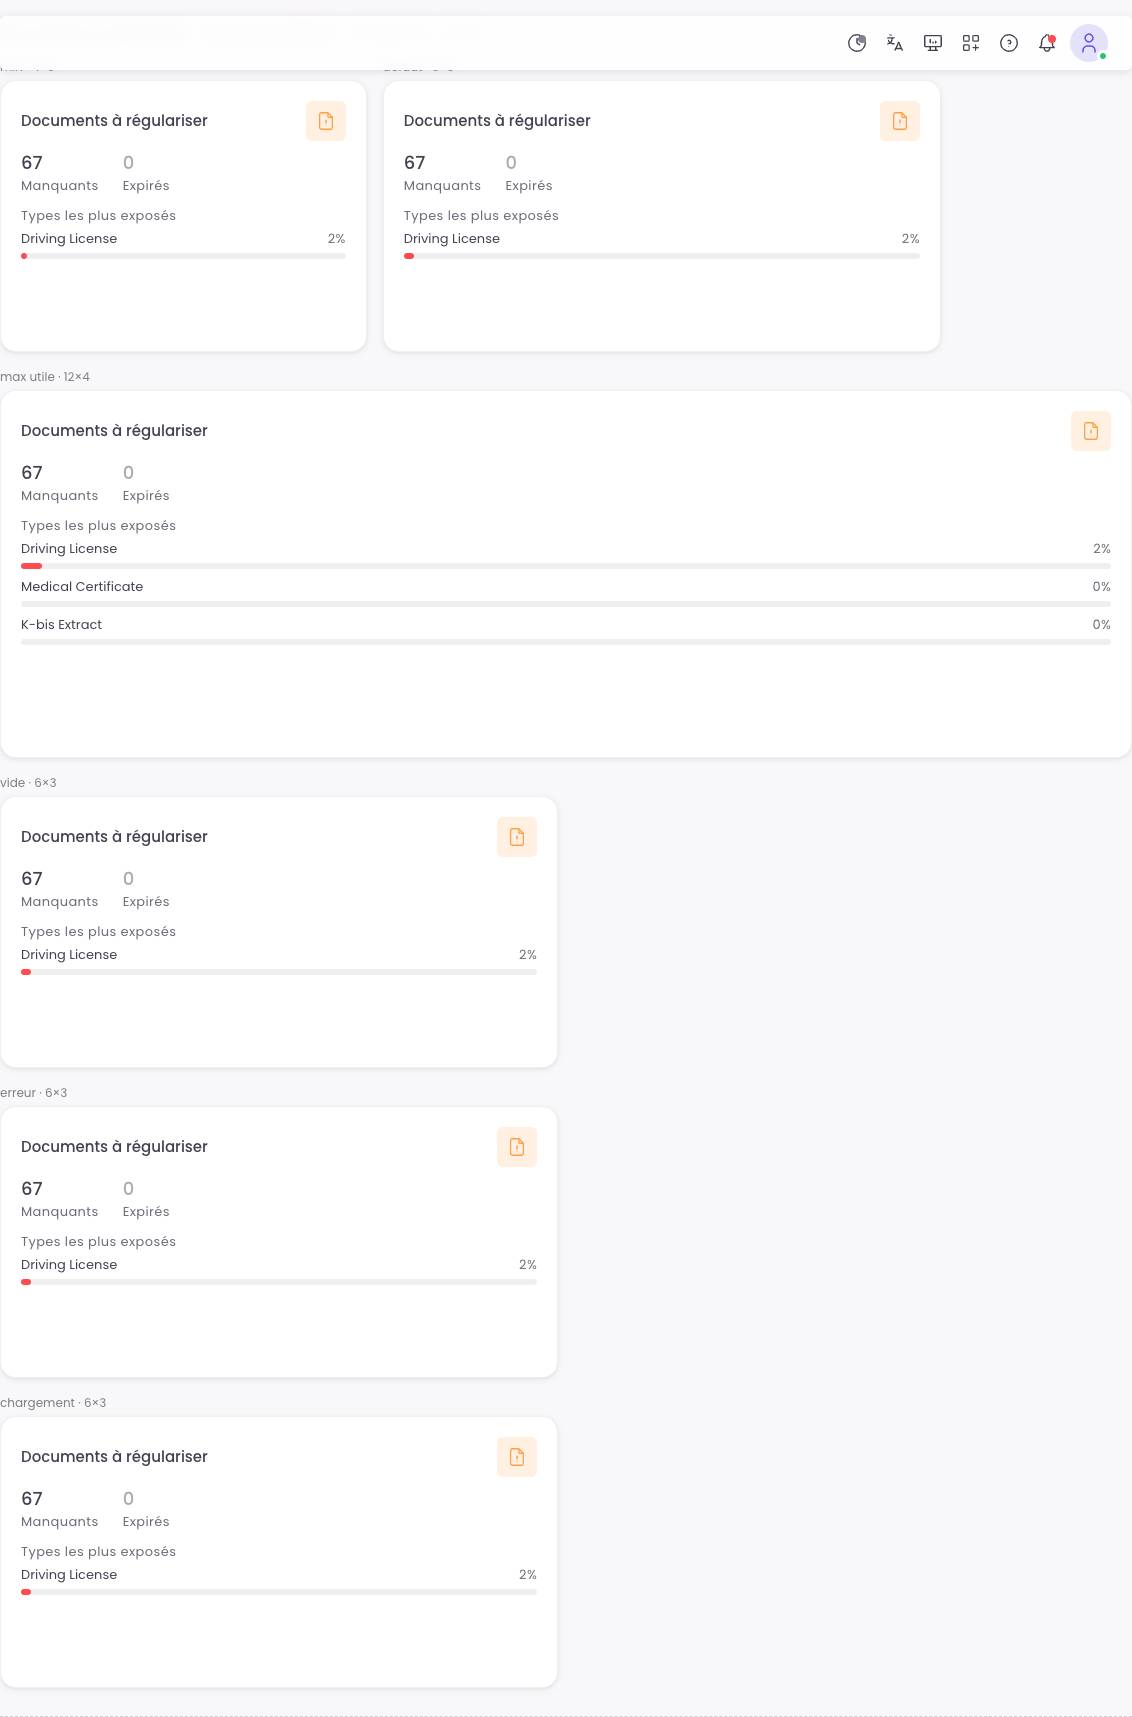 Documents à régulariser
67 0
Manquants Expirés
Types les plus exposés
Driving License 2%
Documents à régulariser
67 0
Manquants Expirés
Types les plus exposés
Driving License 2%
max utile · 12×4
Documents à régulariser
67 0
Manquants Expirés
Types les plus exposés
Driving License 2%
Medical Certificate 0%
K-bis Extract 0%
vide · 6×3
Documents à régulariser
67 0
Manquants Expirés
Types les plus exposés
Driving License 2%
erreur · 6×3
Documents à régulariser
67 0
Manquants Expirés
Types les plus exposés
Driving License 2%
chargement · 6×3
Documents à régulariser
67 0
Manquants Expirés
Types les plus exposés
Driving License 2%